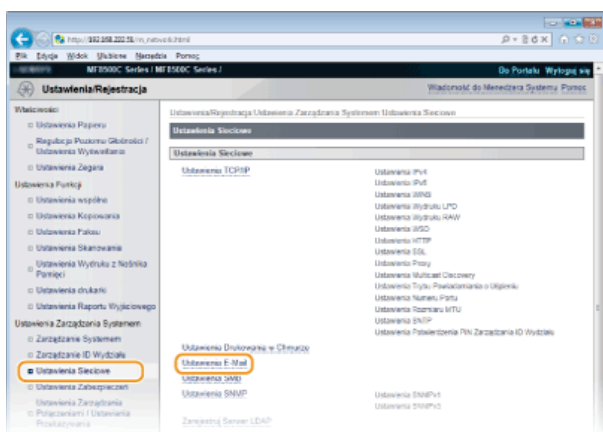 Plik Edycja Widok Ulubione Narzędzia Pomoc
MF8500C Series / MF8500C Series /
Do Portalu Wyloguj się
Ustawienia/Rejestracja
Wiadomość do Menedżera Systemu Pomoc
Właściwości
Ustawienia Papieru
Regulacja Poziomu Głośności /
Ustawienia Wyświetlania
Ustawienia Zegara
Ustawienia Funkcji
Ustawienia wspólne
Ustawienia Kopiowania
Ustawienia Faksu
Ustawienia Skanowania
Ustawienia Wydruku z Nośnika
Pamięci
Ustawienia drukarki
Ustawienia Raportu Wyjściowego
Ustawienia Zarządzania Systemem
Zarządzanie Systemem
Zarządzanie ID Wydziału
Ustawienia Sieciowe
Ustawienia Zabezpieczeń
Ustawienia Zarządzania
Połączeniami / Ustawienia
Przekazywania
Ustawienia/Rejestracja:Ustawienia Zarządzania Systemem:Ustawienia Sieciowe
Ustawienia Sieciowe
Ustawienia Sieciowe
Ustawienia TCP/IP
Ustawienia IPv4
Ustawienia IPv6
Ustawienia WINS
Ustawienia Wydruku LPD
Ustawienia Wydruku RAW
Ustawienia WSD
Ustawienia HTTP
Ustawienia SSL
Ustawienia Proxy
Ustawienia Multicast Discovery
Ustawienia Trybu Powiadamiania o Uśpieniu
Ustawienia Numeru Portu
Ustawienia Rozmiaru MTU
Ustawienia SNTP
Ustawienia Potwierdzenia PIN Zarządzania ID Wydziału
Ustawienia Drukowania w Chmurze
Ustawienia E-Mail
Ustawienia SMB
Ustawienia SNMP
Ustawienia SNMPv1
Ustawienia SNMPv3
Zarejestruj Serwer LDAP